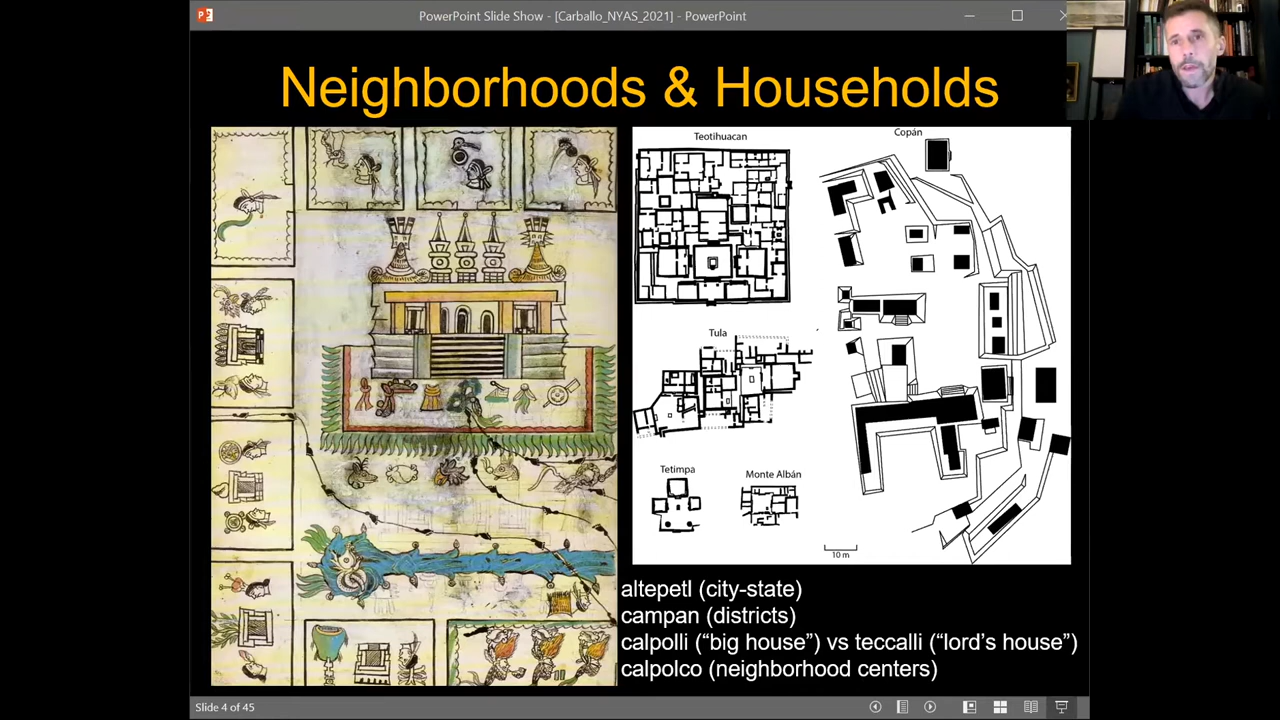 PowerPoint Slide Show - [Carballo_NYAS_2021] - PowerPoint
Neighborhoods & Households
Teotihuacan
Copán
Tula
Tetimpa
Monte Albán
10 m
altepetl (city-state)
campan (districts)
calpolli (“big house”) vs teccalli (“lord’s house”)
calpolco (neighborhood centers)
Slide 4 of 45